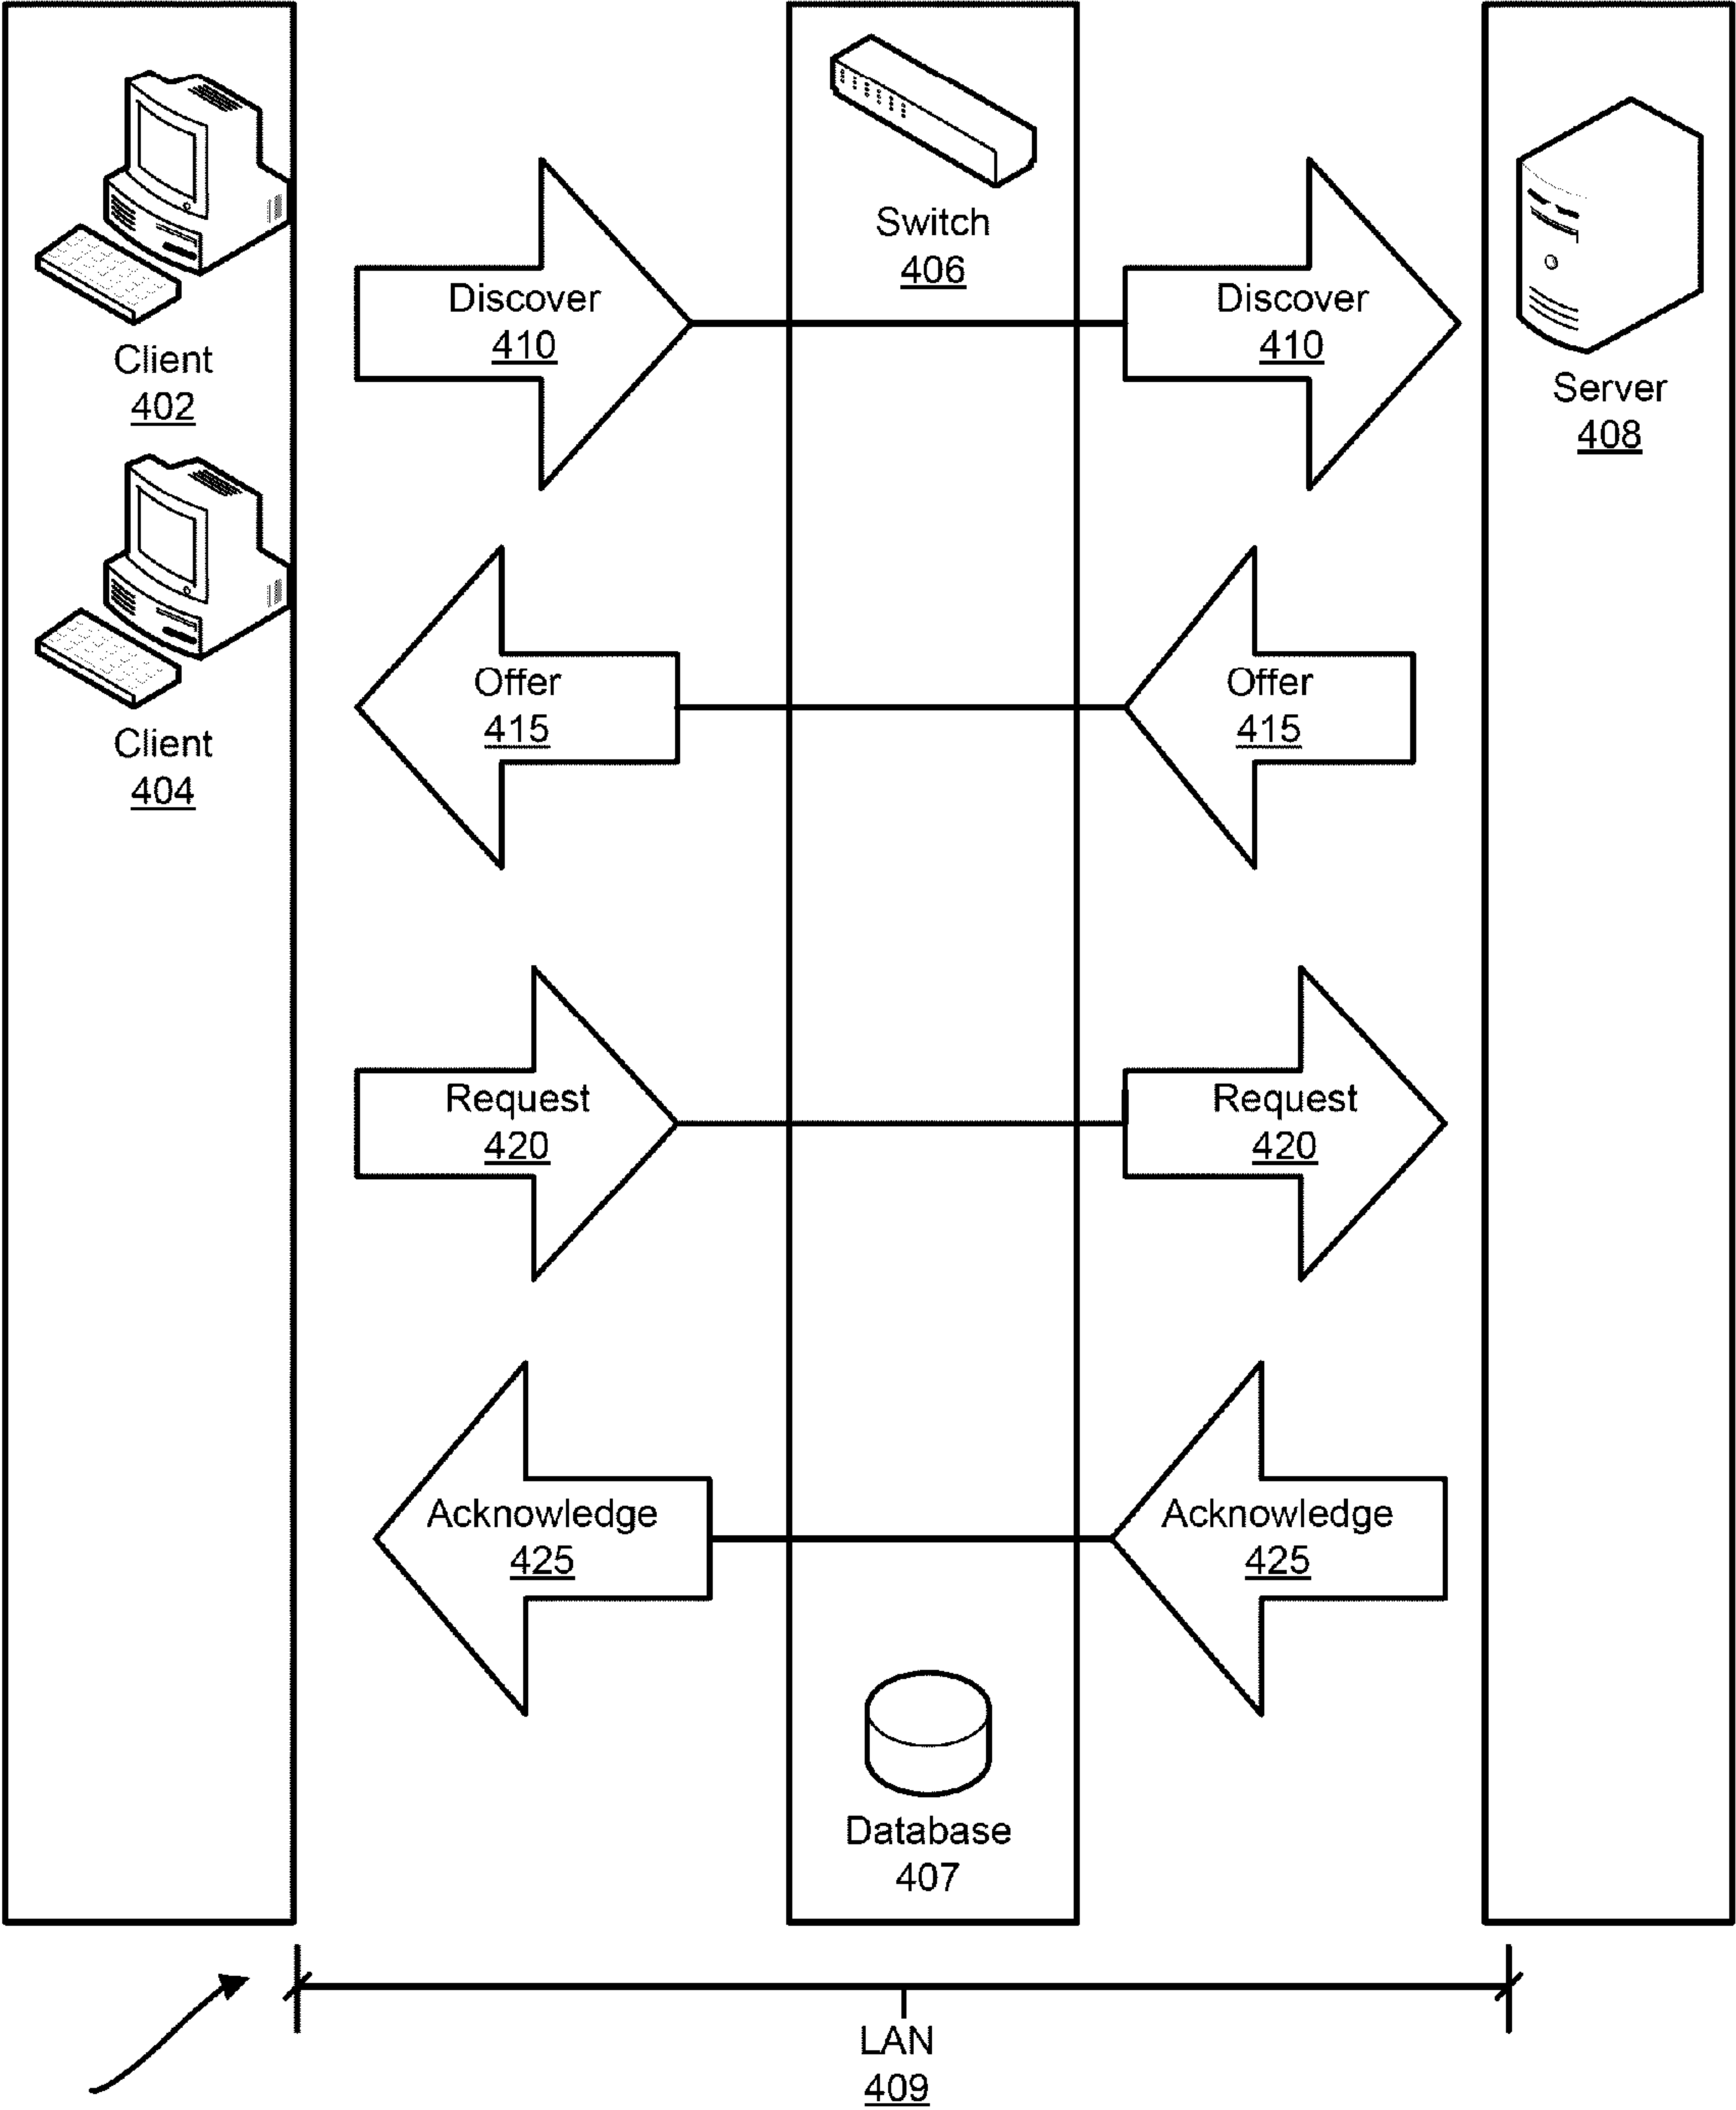 Client
402
Client
404
Switch
406
Server
408
Discover
410
Discover
410
Offer
415
Offer
415
Request
420
Request
420
Acknowledge
425
Acknowledge
425
Database
407
LAN
409